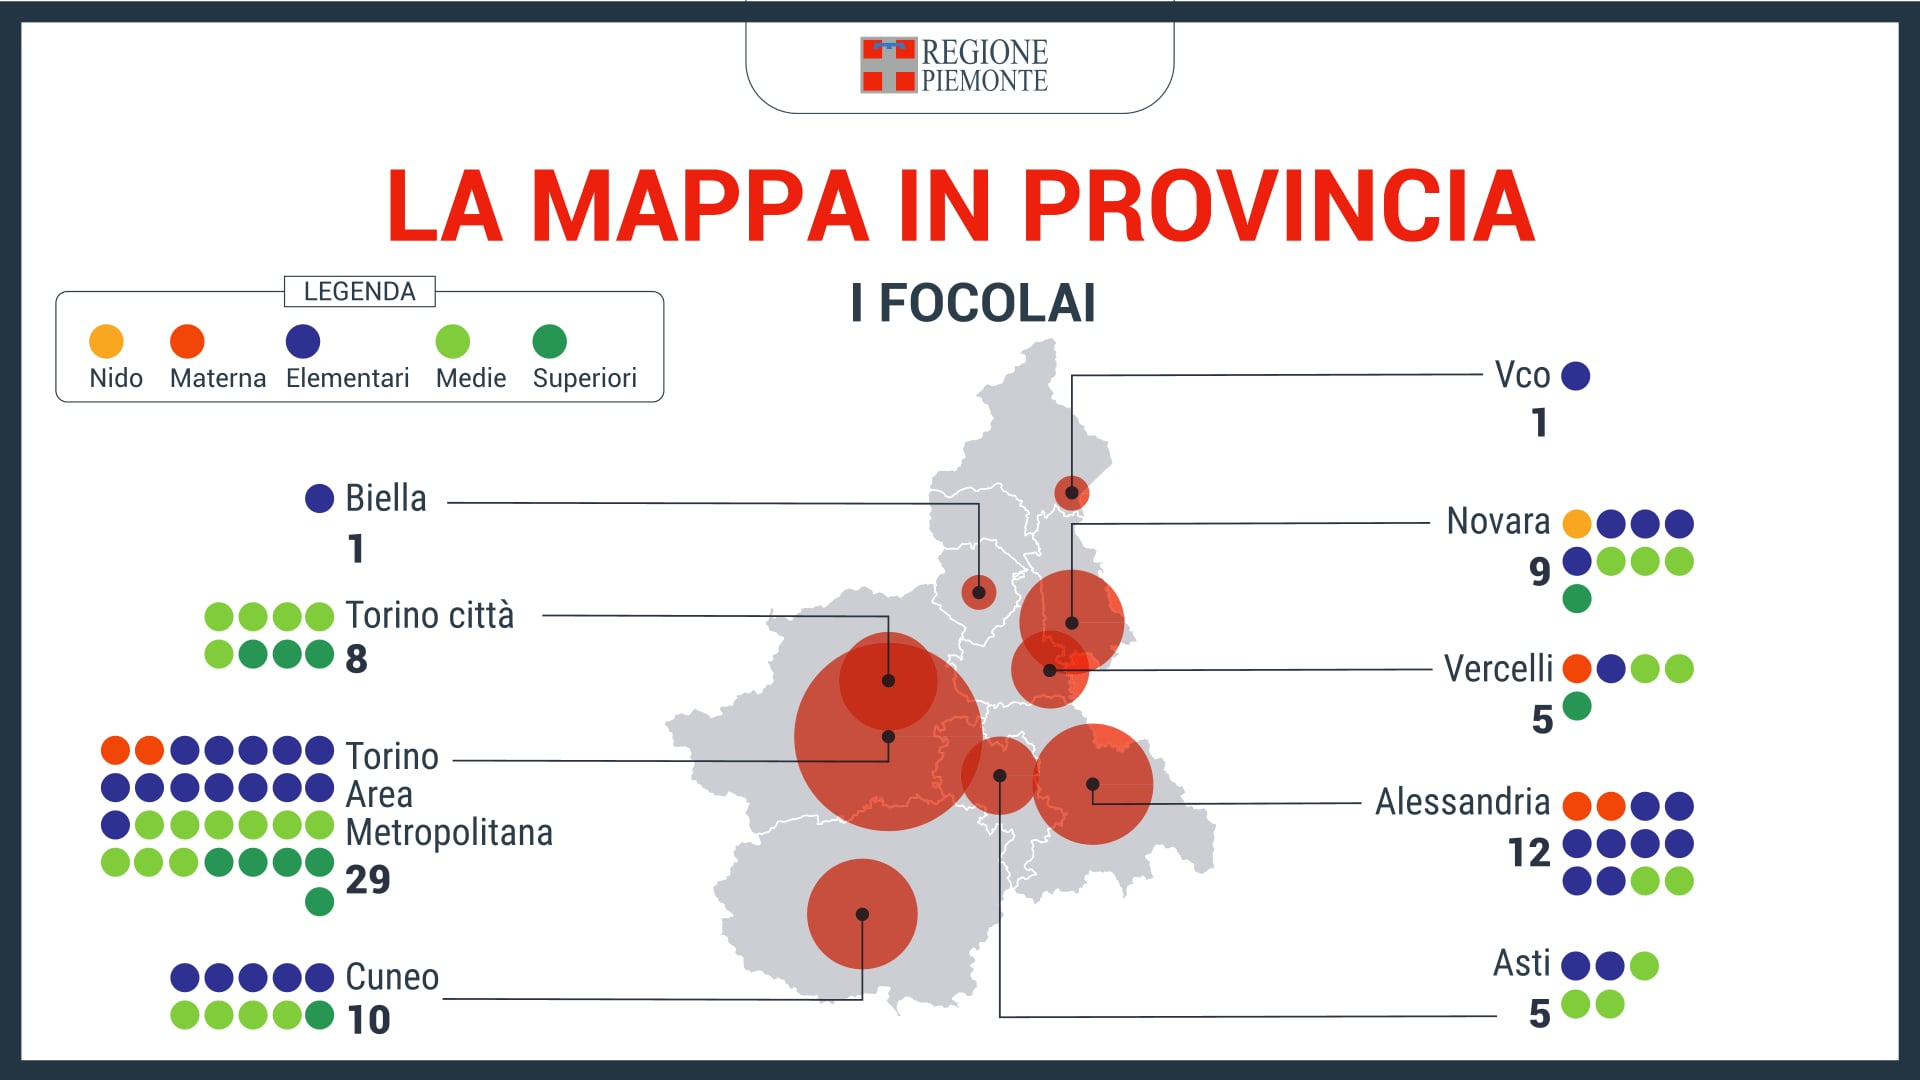 REGIONE
PIEMONTE
LA MAPPA IN PROVINCIA
I FOCOLAI
LEGENDA
Nido Materna Elementari Medie Superiori
Biella
1
Torino città
8
Torino
Area
Metropolitana
29
Cuneo
10
Vco
1
Novara
9
Vercelli
5
Alessandria
12
Asti
5